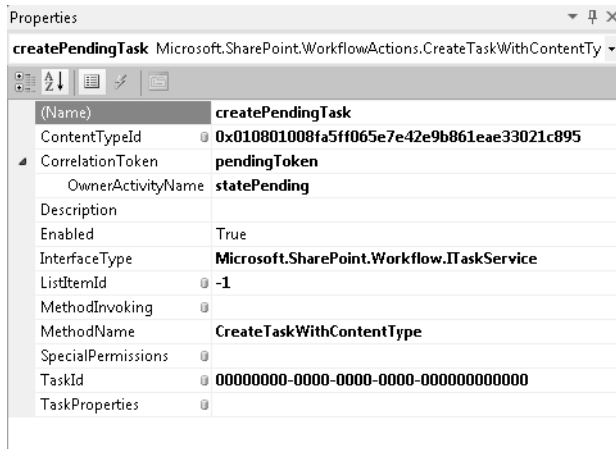 Properties
createPendingTask Microsoft.SharePoint.WorkflowActions.CreateTaskWithContentTy
(Name) createPendingTask
ContentTypeId 0x010801008fa5ff065e7e42e9b861eae33021c895
CorrelationToken pendingToken
OwnerActivityName statePending
Description
Enabled True
InterfaceType Microsoft.SharePoint.Workflow.ITaskService
ListItemId -1
MethodInvoking
MethodName CreateTaskWithContentType
SpecialPermissions
TaskId 00000000-0000-0000-0000-000000000000
TaskProperties